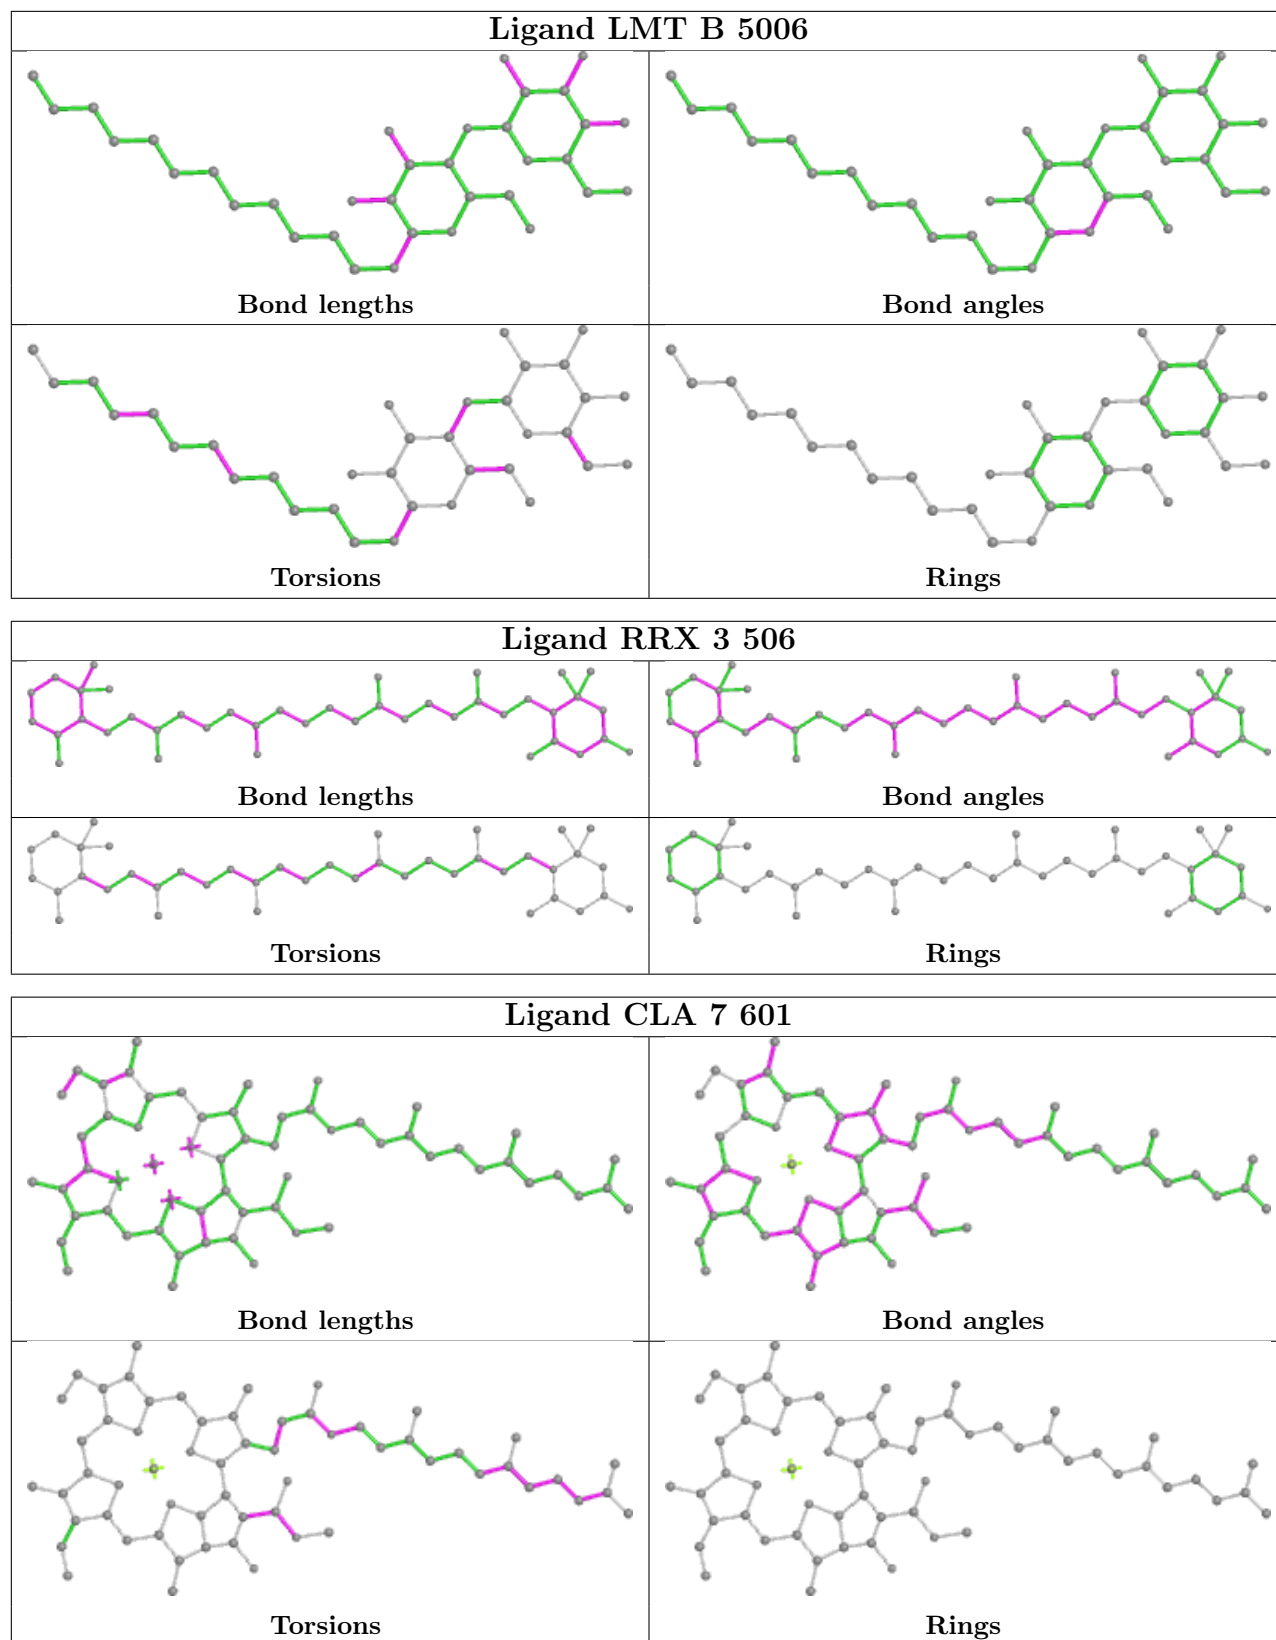 Ligand LMT B 5006
Bond lengths
Bond angles
Torsions
Rings
Ligand RRX 3 506
Bond lengths
Bond angles
Torsions
Rings
Ligand CLA 7 601
Bond lengths
Bond angles
Torsions
Rings